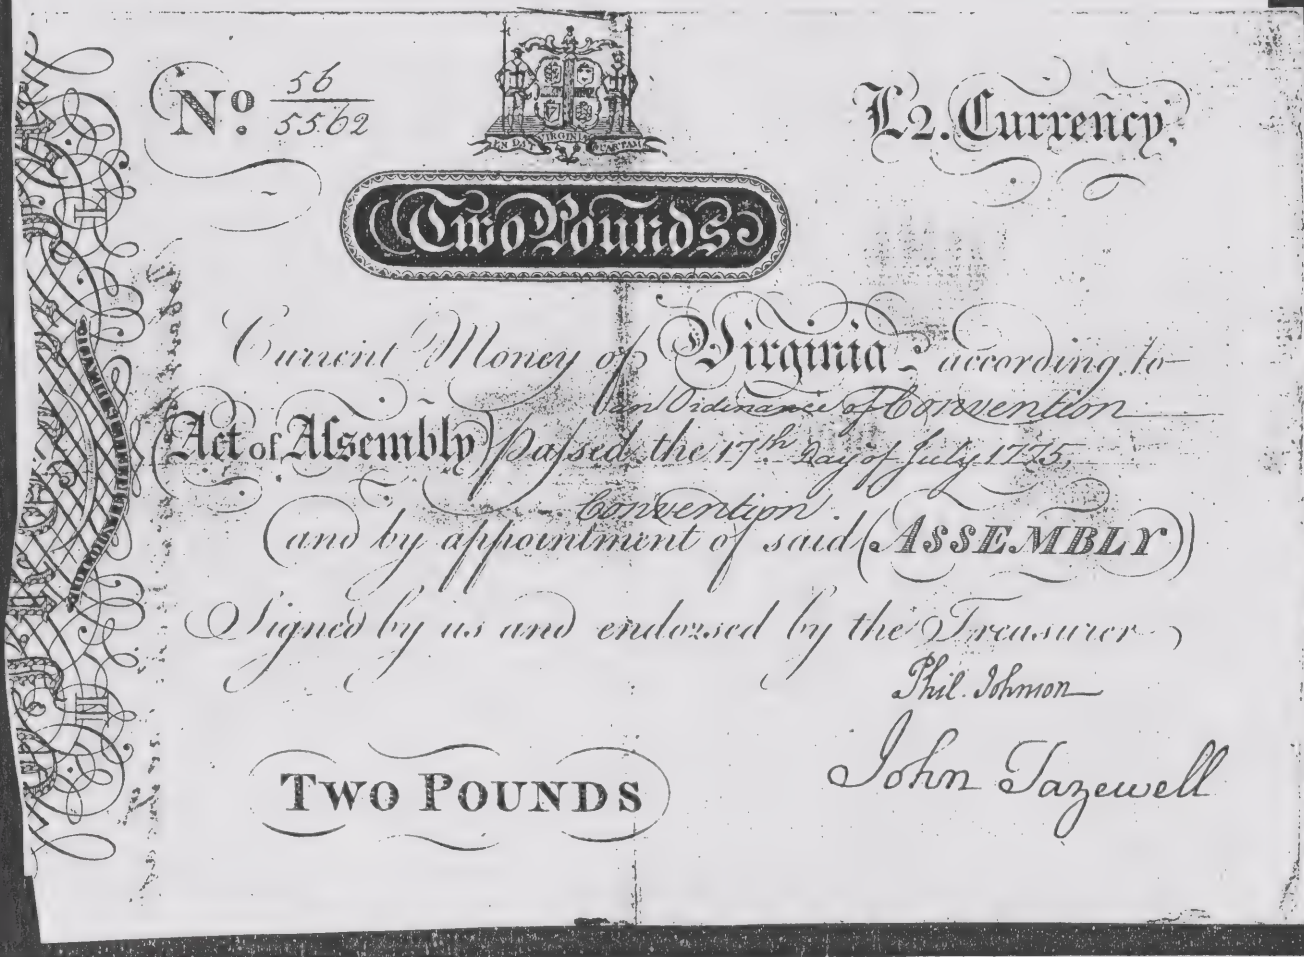 No. 56
5562
EN DAT VIRGINIA QUARTAM
£2. Currency,
Two Pounds
Current Money of Virginia - according to
an Ordinance of Convention
(Act of Aſsembly) paſsed the 17th Day of July 1775,
Convention
(and by appointment of said (ASSEMBLY))
Signed by us and endorsed by the Treasurer
Phil. Johnson
John Tazewell
TWO POUNDS